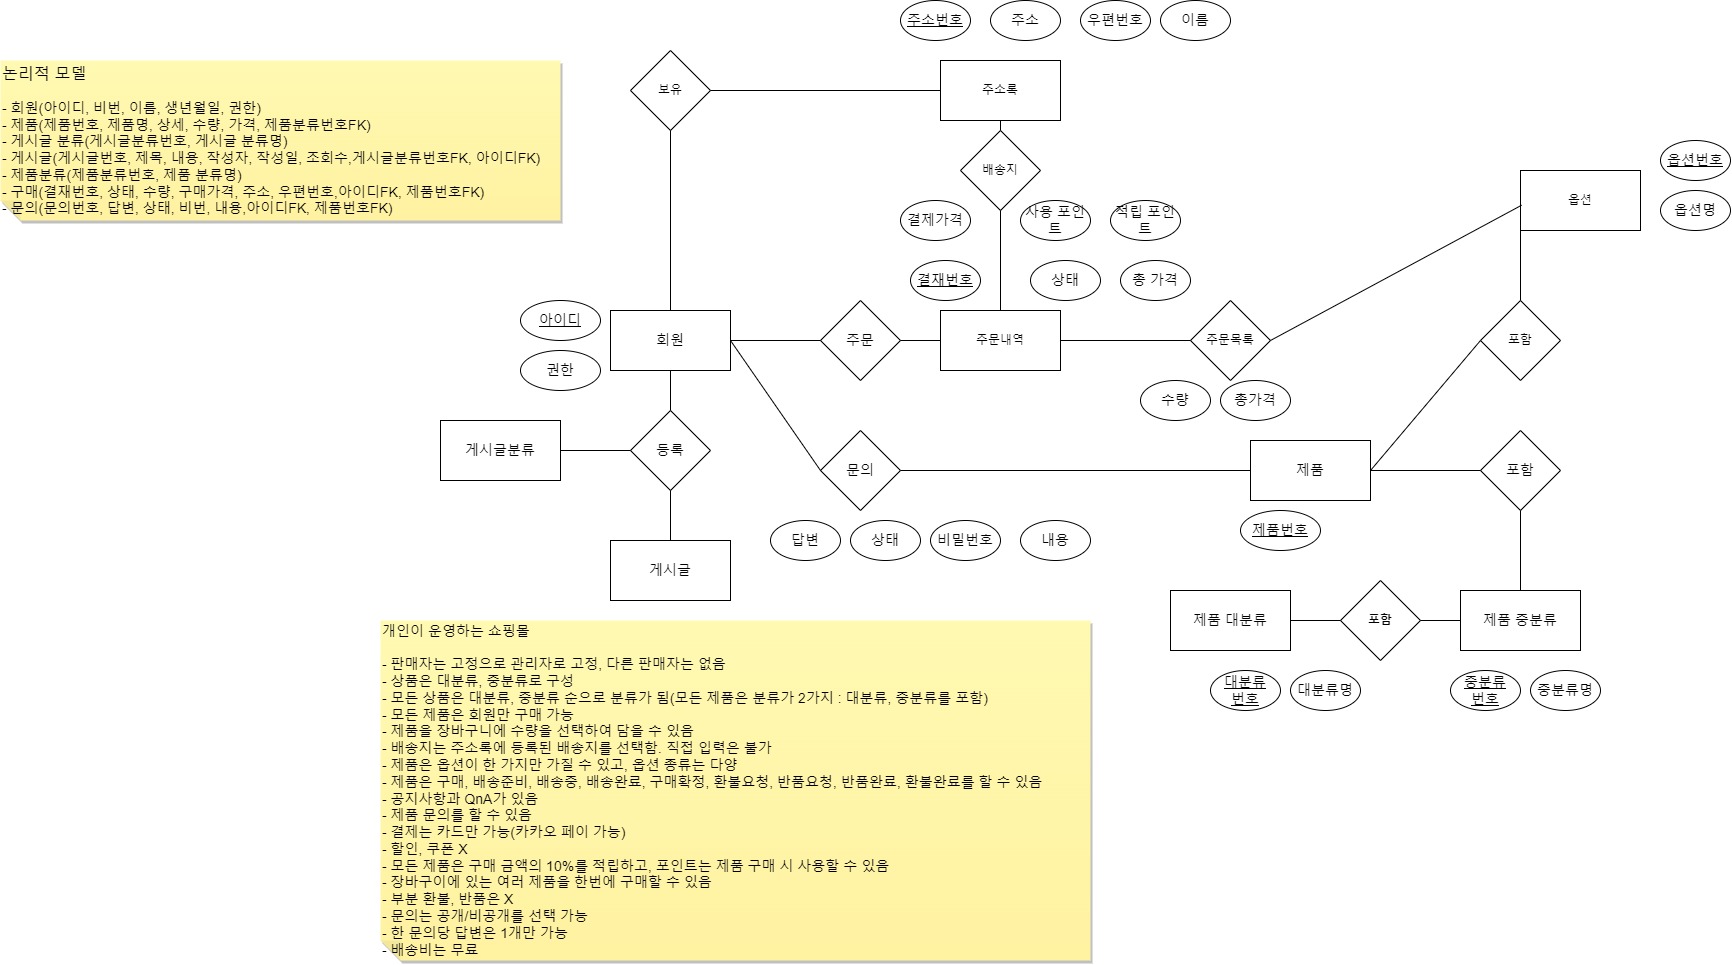 주소번호
주소
우편번호
이름
논리적 모델
- 회원(아이디, 비번, 이름, 생년월일, 권한)
- 제품(제품번호, 제품명, 상세, 수량, 가격, 제품분류번호FK)
- 게시글 분류(게시글분류번호, 게시글 분류명)
- 게시글(게시글번호, 제목, 내용, 작성자, 작성일, 조회수,게시글분류번호FK, 아이디FK)
- 제품분류(제품분류번호, 제품 분류명)
- 구매(결재번호, 상태, 수량, 구매가격, 주소, 우편번호,아이디FK, 제품번호FK)
- 문의(문의번호, 답변, 상태, 비번, 내용,아이디FK, 제품번호FK)
보유
주소록
배송지
옵션번호
옵션
옵션명
결제가격
사용 포인
트
적립 포인
트
결재번호
상태
총 가격
아이디
권한
회원
주문
주문내역
주문목록
포함
수량
총가격
게시글분류
등록
문의
제품
포함
제품번호
답변
상태
비밀번호
내용
게시글
제품 대분류
포함
제품 중분류
대분류
번호
대분류명
중분류
번호
중분류명
개인이 운영하는 쇼핑몰
- 판매자는 고정으로 관리자로 고정, 다른 판매자는 없음
- 상품은 대분류, 중분류로 구성
- 모든 상품은 대분류, 중분류 순으로 분류가 됨(모든 제품은 분류가 2가지 : 대분류, 중분류를 포함)
- 모든 제품은 회원만 구매 가능
- 제품을 장바구니에 수량을 선택하여 담을 수 있음
- 배송지는 주소록에 등록된 배송지를 선택함. 직접 입력은 불가
- 제품은 옵션이 한 가지만 가질 수 있고, 옵션 종류는 다양
- 제품은 구매, 배송준비, 배송중, 배송완료, 구매확정, 환불요청, 반품요청, 반품완료, 환불완료를 할 수 있음
- 공지사항과 QnA가 있음
- 제품 문의를 할 수 있음
- 결제는 카드만 가능(카카오 페이 가능)
- 할인, 쿠폰 X
- 모든 제품은 구매 금액의 10%를 적립하고, 포인트는 제품 구매 시 사용할 수 있음
- 장바구이에 있는 여러 제품을 한번에 구매할 수 있음
- 부분 환불, 반품은 X
- 문의는 공개/비공개를 선택 가능
- 한 문의당 답변은 1개만 가능
- 배송비는 무료